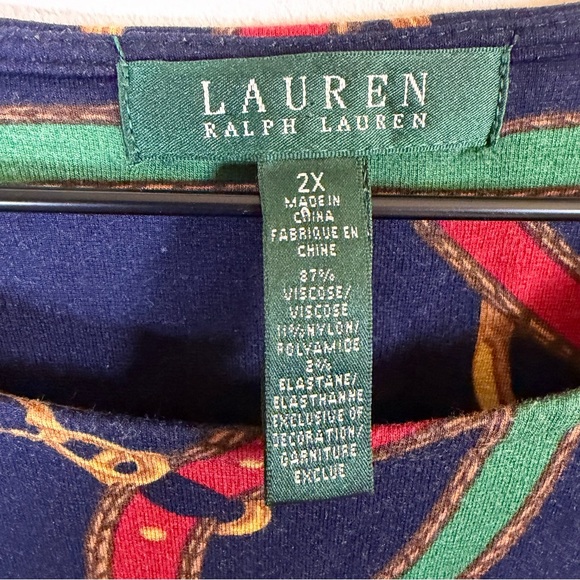 LAUREN
RALPH LAUREN
2X
MADE IN
CHINA
FABRIQUE EN
CHINE
87%
VISCOSE/
VISCOSE
11% NYLON/
POLYAMIDE
2%
ELASTANE/
ELASTHANNE
EXCLUSIVE OF
DECORATION/
GARNITURE
EXCLUE